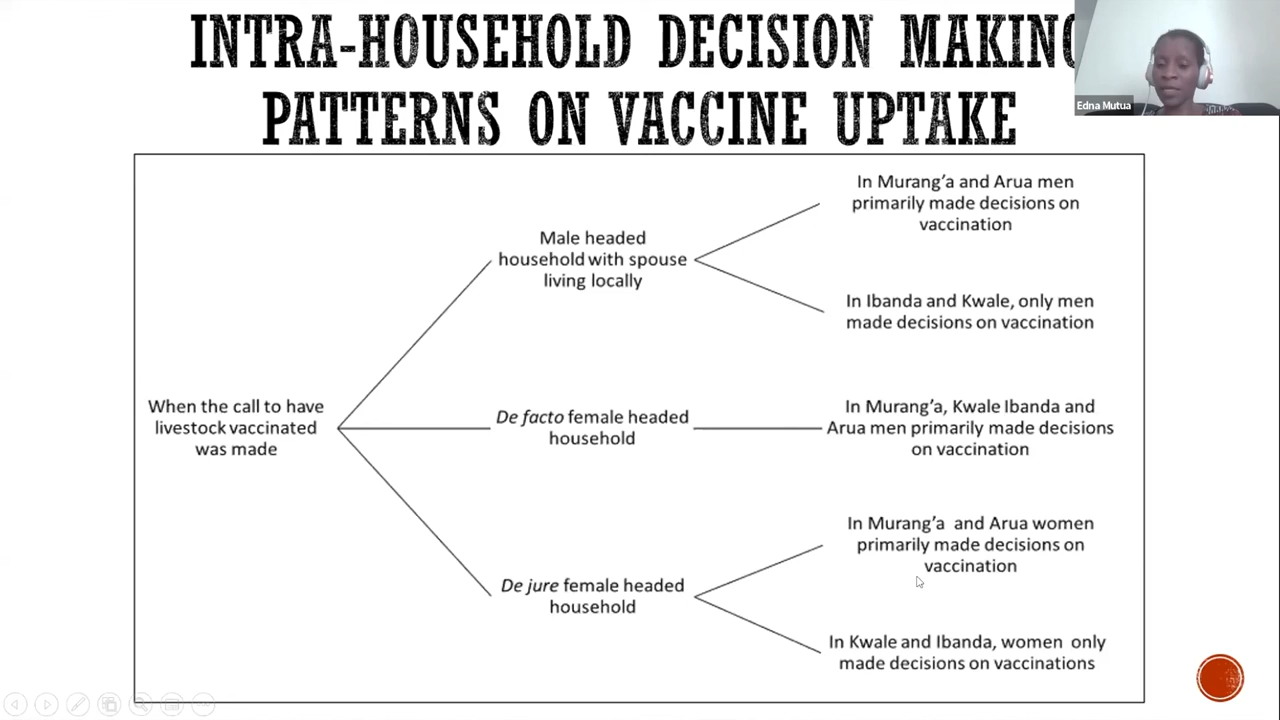 INTRA-HOUSEHOLD DECISION MAKING
PATTERNS ON VACCINE UPTAKE
Edna Mutua
In Murang'a and Arua men
primarily made decisions on
vaccination
Male headed
household with spouse
living locally
In Ibanda and Kwale, only men
made decisions on vaccination
When the call to have
livestock vaccinated
was made
De facto female headed
household
In Murang'a, Kwale Ibanda and
Arua men primarily made decisions
on vaccination
In Murang'a and Arua women
primarily made decisions on
vaccination
De jure female headed
household
In Kwale and Ibanda, women only
made decisions on vaccinations